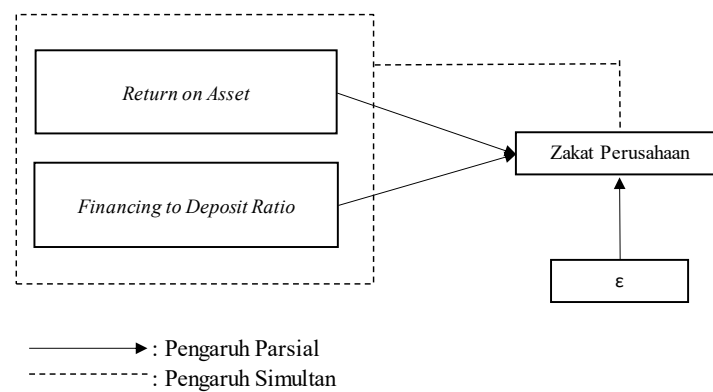 Return on Asset
Zakat Perusahaan
Financing to Deposit Ratio
ε
: Pengaruh Parsial
: Pengaruh Simultan